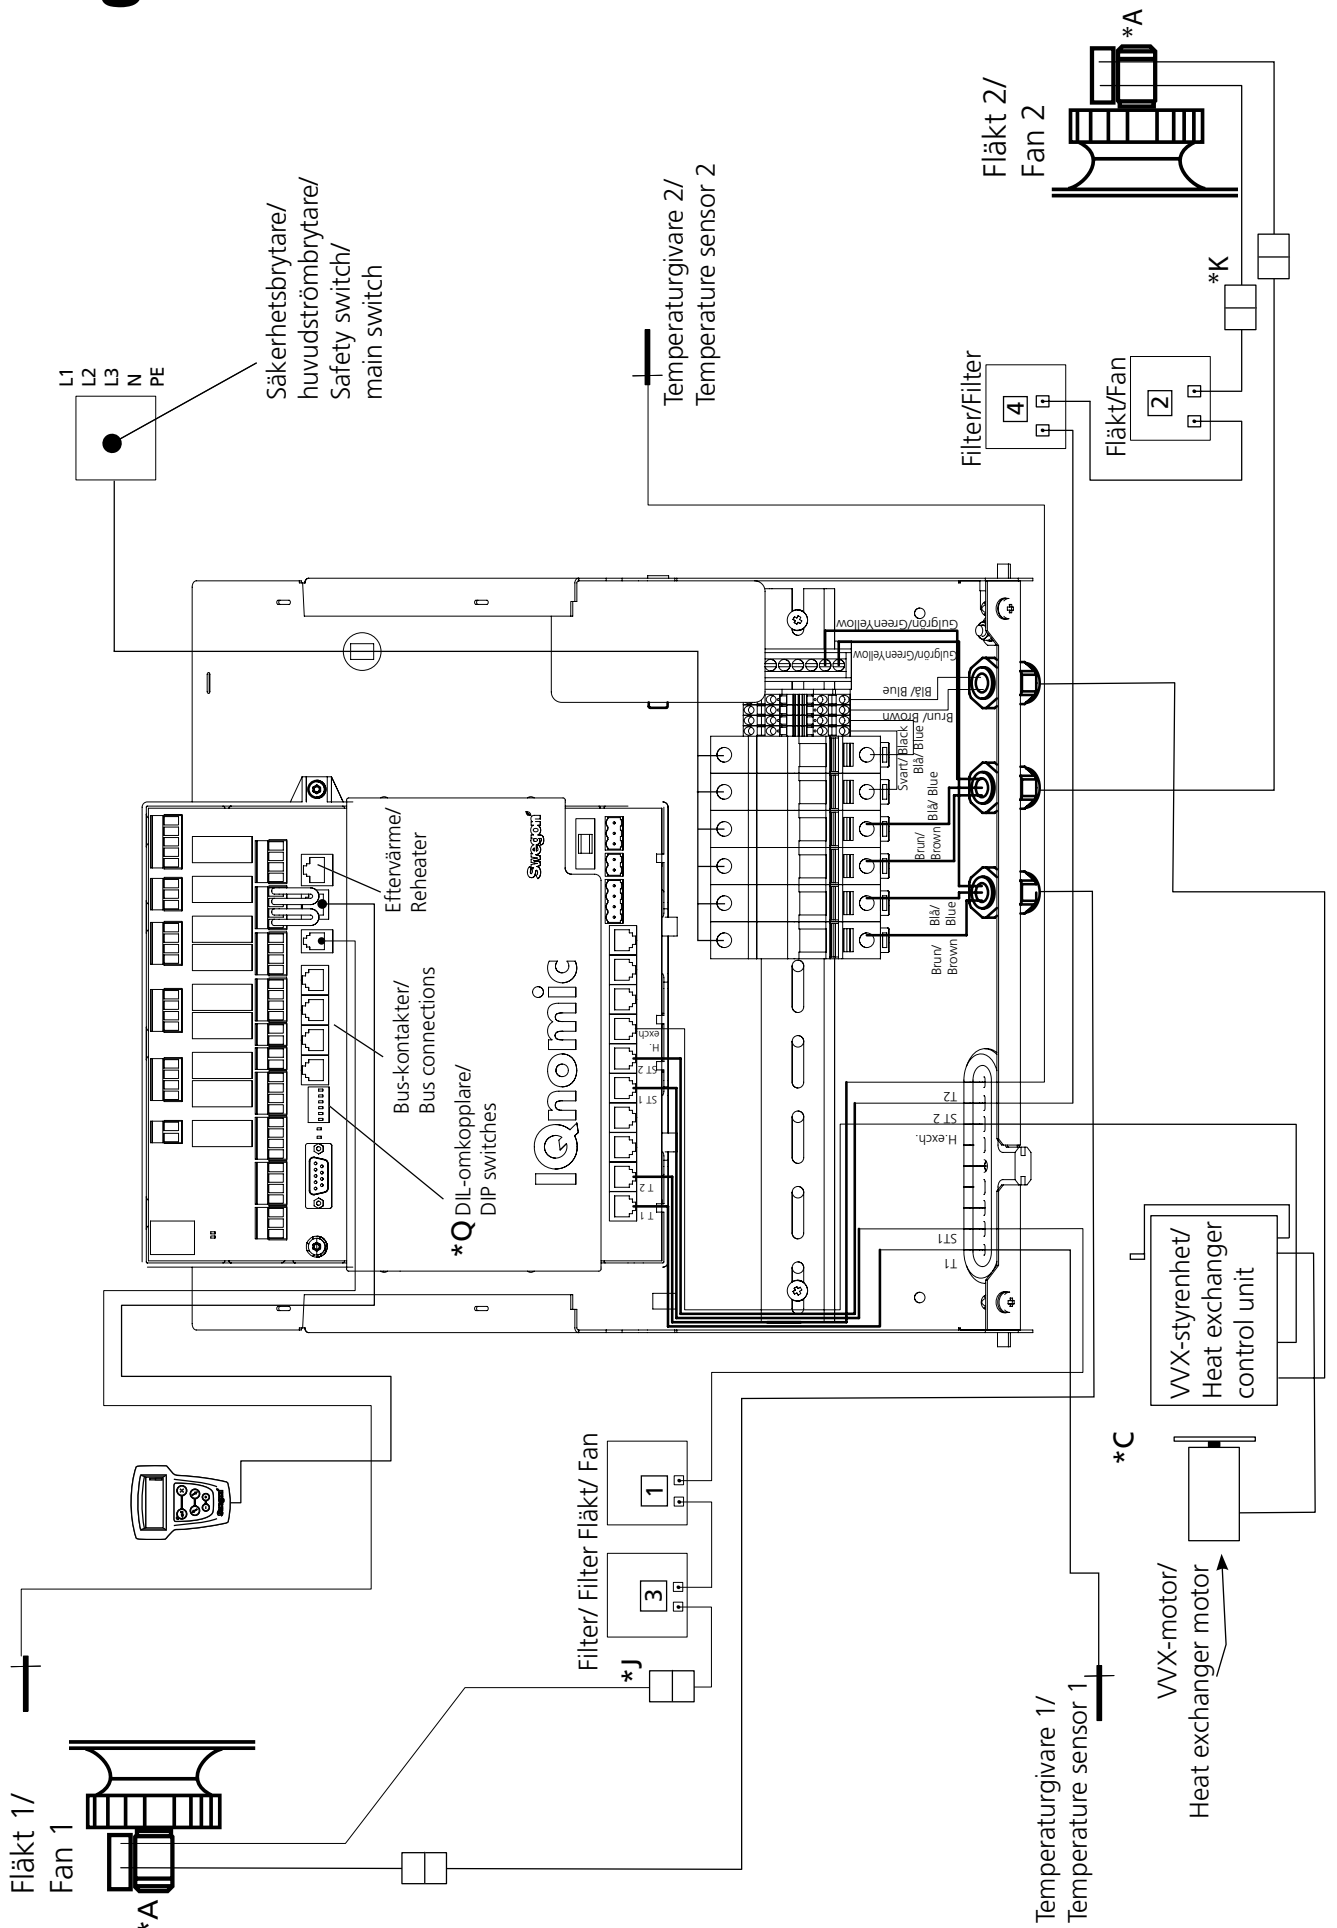 Fläkt 1/
Fan 1
*A
L1
L2
L3
N
PE
Säkerhetsbrytare/
huvudströmbrytare/
Safety switch/
main switch
Eftervärme/
Reheater
Bus-kontakter/
Bus connections
*Q DIL-omkopplare/
DIP switches
Swegon
IQnomic
T 1
T 2
ST 1
ST 2
H.
exch
Swegon
Temperaturgivare 2/
Temperature sensor 2
Fläkt 2/
Fan 2
*A
*K
Filter/Filter
4
Fläkt/Fan
2
Gulgrön/GreenYellow
Gulgrön/GreenYellow
Blå/ Blue
Brun/ Brown
Svart/ Black
Blå/ Blue
Blå/ Blue
Brun/
Brown
Blå/
Blue
Brun/
Brown
T2
ST 2
H.exch.
ST1
T1
Filter/ Filter Fläkt/ Fan
1
3
*J
VVX-styrenhet/
Heat exchanger
control unit
*C
VVX-motor/
Heat exchanger motor
Temperaturgivare 1/
Temperature sensor 1